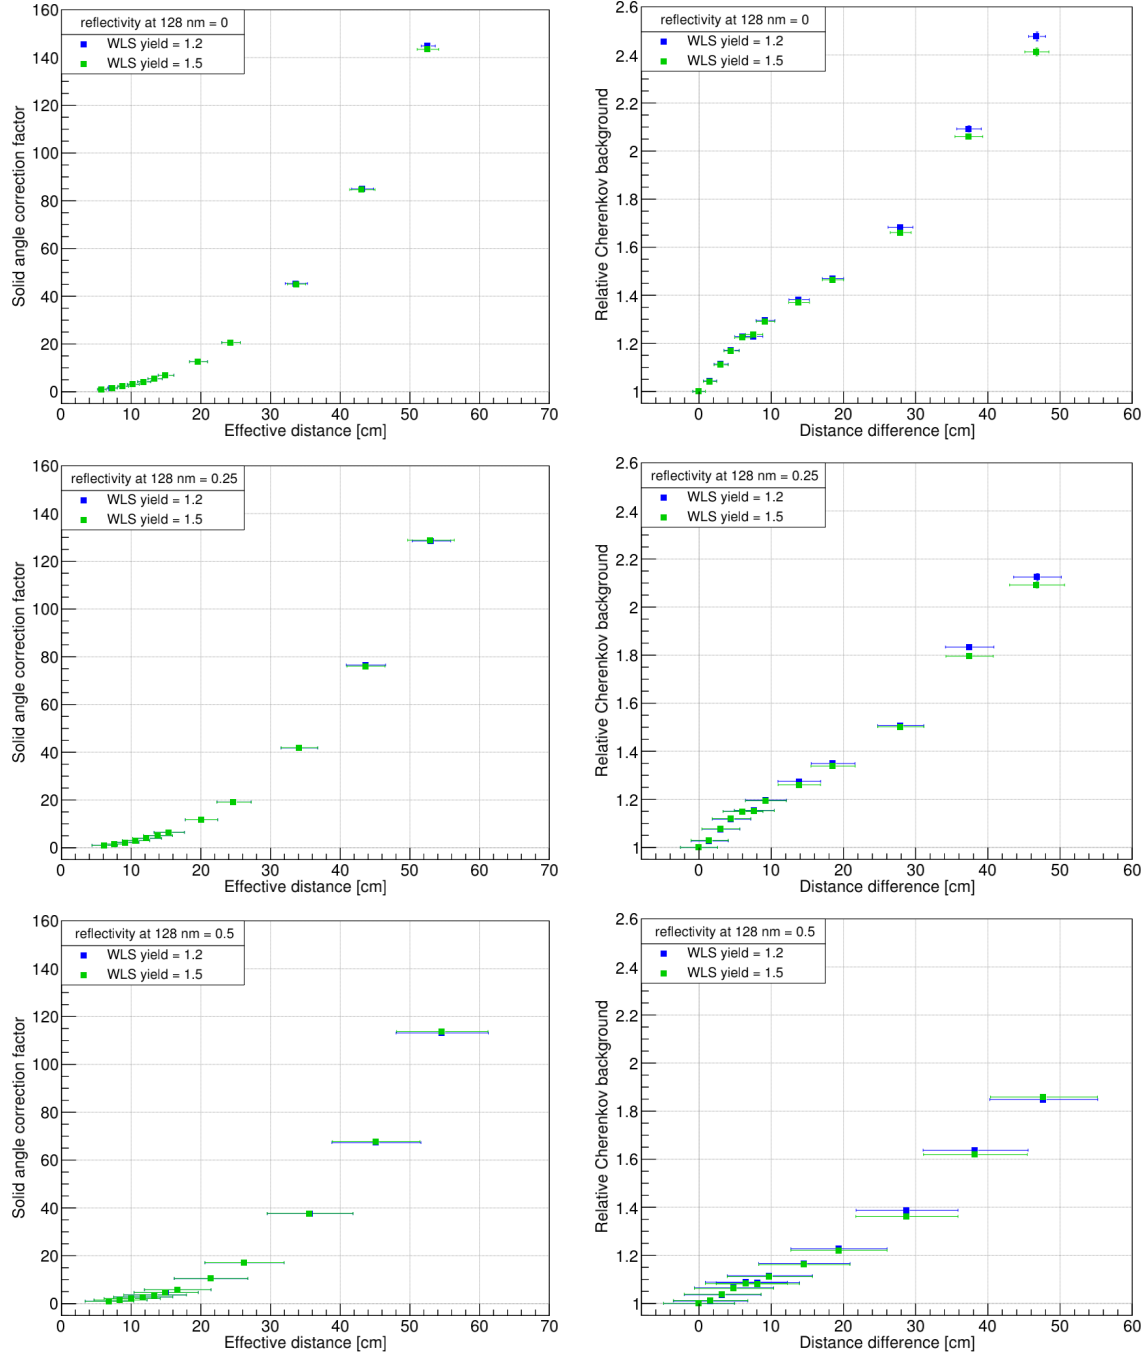 Solid angle correction factor
reflectivity at 128 nm = 0
WLS yield = 1.2
WLS yield = 1.5
160
140
120
100
80
60
40
20
0
0 10 20 30 40 50 60 70
Effective distance [cm]
Relative Cherenkov background
reflectivity at 128 nm = 0
WLS yield = 1.2
WLS yield = 1.5
2.6
2.4
2.2
2
1.8
1.6
1.4
1.2
1
0 10 20 30 40 50 60
Distance difference [cm]
Solid angle correction factor
reflectivity at 128 nm = 0.25
WLS yield = 1.2
WLS yield = 1.5
160
140
120
100
80
60
40
20
0
0 10 20 30 40 50 60 70
Effective distance [cm]
Relative Cherenkov background
reflectivity at 128 nm = 0.25
WLS yield = 1.2
WLS yield = 1.5
2.6
2.4
2.2
2
1.8
1.6
1.4
1.2
1
0 10 20 30 40 50 60
Distance difference [cm]
Solid angle correction factor
reflectivity at 128 nm = 0.5
WLS yield = 1.2
WLS yield = 1.5
160
140
120
100
80
60
40
20
0
0 10 20 30 40 50 60 70
Effective distance [cm]
Relative Cherenkov background
reflectivity at 128 nm = 0.5
WLS yield = 1.2
WLS yield = 1.5
2.6
2.4
2.2
2
1.8
1.6
1.4
1.2
1
0 10 20 30 40 50 60
Distance difference [cm]